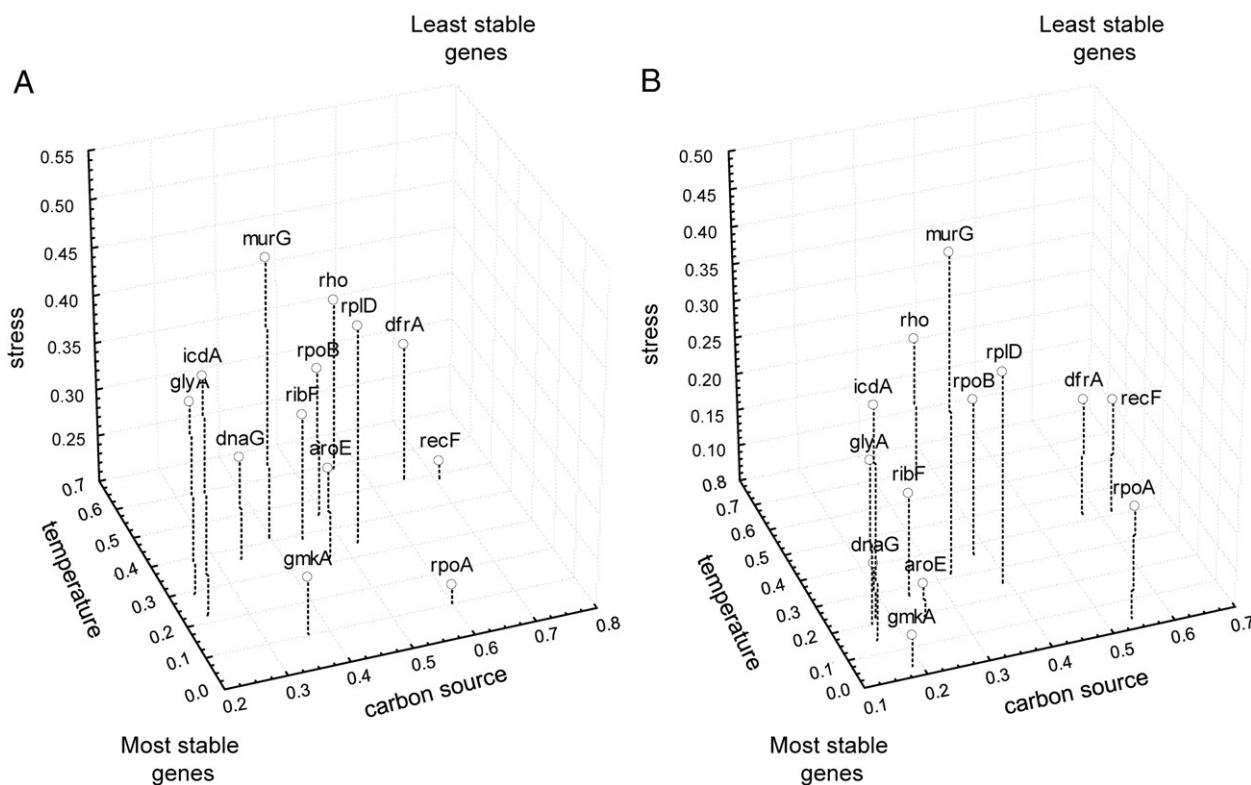 Least stable
genes
A
0.55
0.50
0.45
0.40
0.35
0.30
0.25
stress
0.7
0.6
0.5
0.4
0.3
0.2
0.1
0.0
temperature
0.2
0.3
0.4
0.5
0.6
0.7
0.8
carbon source
murG
rho
rplD
dfrA
icdA
rpoB
glyA
ribF
dnaG
aroE
recF
gmkA
rpoA
Most stable
genes
Least stable
genes
B
0.50
0.45
0.40
0.35
0.30
0.25
0.20
0.15
0.10
stress
0.8
0.7
0.6
0.5
0.4
0.3
0.2
0.1
0.0
temperature
0.1
0.2
0.3
0.4
0.5
0.6
0.7
carbon source
murG
rho
rplD
icdA
rpoB
dfrA
recF
glyA
ribF
rpoA
dnaG
aroE
gmkA
Most stable
genes